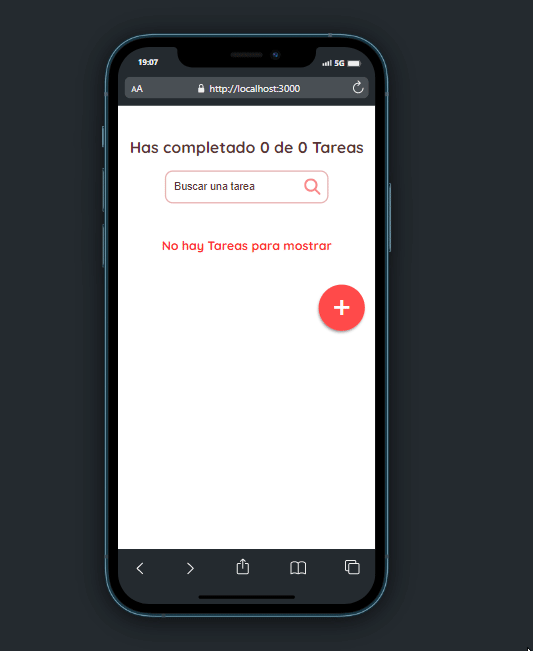 19:07
5G
AA
http://localhost:3000
Has completado 0 de 0 Tareas
Buscar una tarea
No hay Tareas para mostrar
+